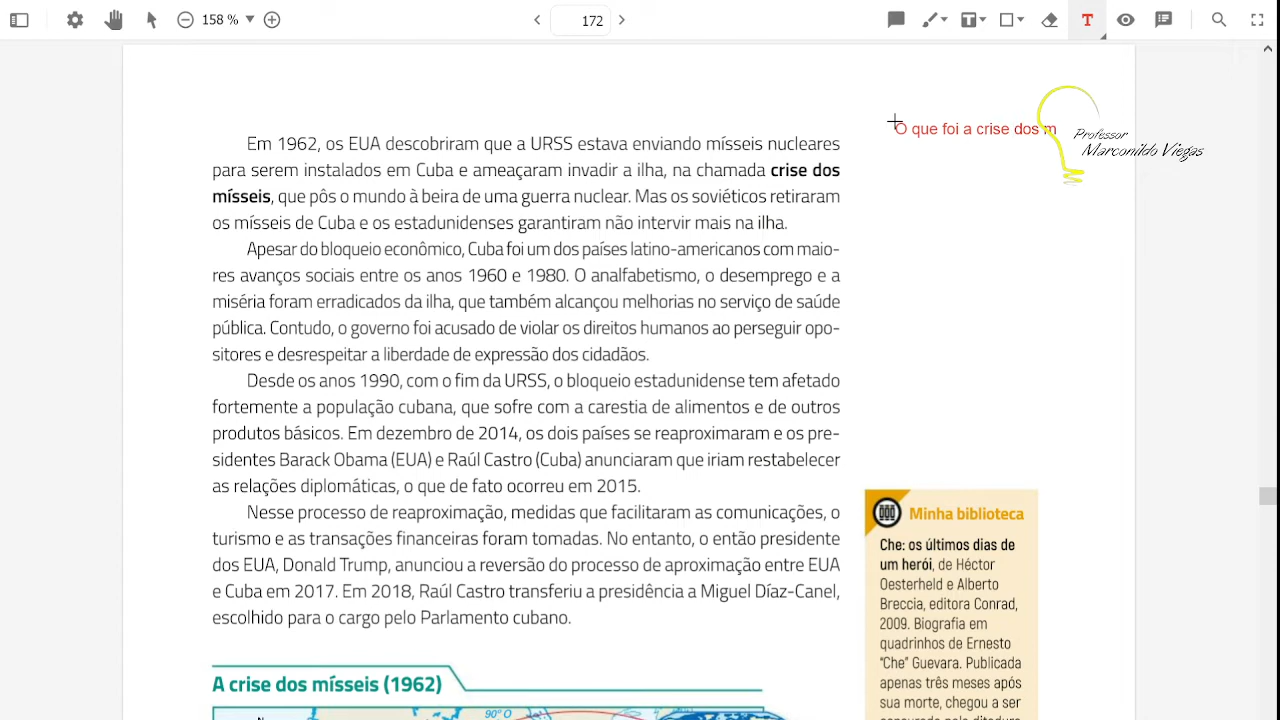 158 %
172
T
T
O que foi a crise dos m
Professor
Marconildo Viegas
Em 1962, os EUA descobriram que a URSS estava enviando mísseis nucleares
para serem instalados em Cuba e ameaçaram invadir a ilha, na chamada crise dos
mísseis, que pôs o mundo à beira de uma guerra nuclear. Mas os soviéticos retiraram
os mísseis de Cuba e os estadunidenses garantiram não intervir mais na ilha.
Apesar do bloqueio econômico, Cuba foi um dos países latino-americanos com maio-
res avanços sociais entre os anos 1960 e 1980. O analfabetismo, o desemprego e a
miséria foram erradicados da ilha, que também alcançou melhorias no serviço de saúde
pública. Contudo, o governo foi acusado de violar os direitos humanos ao perseguir opo-
sitores e desrespeitar a liberdade de expressão dos cidadãos.
Desde os anos 1990, com o fim da URSS, o bloqueio estadunidense tem afetado
fortemente a população cubana, que sofre com a carestia de alimentos e de outros
produtos básicos. Em dezembro de 2014, os dois países se reaproximaram e os pre-
sidentes Barack Obama (EUA) e Raúl Castro (Cuba) anunciaram que iriam restabelecer
as relações diplomáticas, o que de fato ocorreu em 2015.
Nesse processo de reaproximação, medidas que facilitaram as comunicações, o
turismo e as transações financeiras foram tomadas. No entanto, o então presidente
dos EUA, Donald Trump, anunciou a reversão do processo de aproximação entre EUA
e Cuba em 2017. Em 2018, Raúl Castro transferiu a presidência a Miguel Díaz-Canel,
escolhido para o cargo pelo Parlamento cubano.
Minha biblioteca
Che: os últimos dias de
um herói, de Héctor
Oesterheld e Alberto
Breccia, editora Conrad,
2009. Biografia em
quadrinhos de Ernesto
“Che” Guevara. Publicada
apenas três meses após
sua morte, chegou a ser
A crise dos mísseis (1962)
90° O